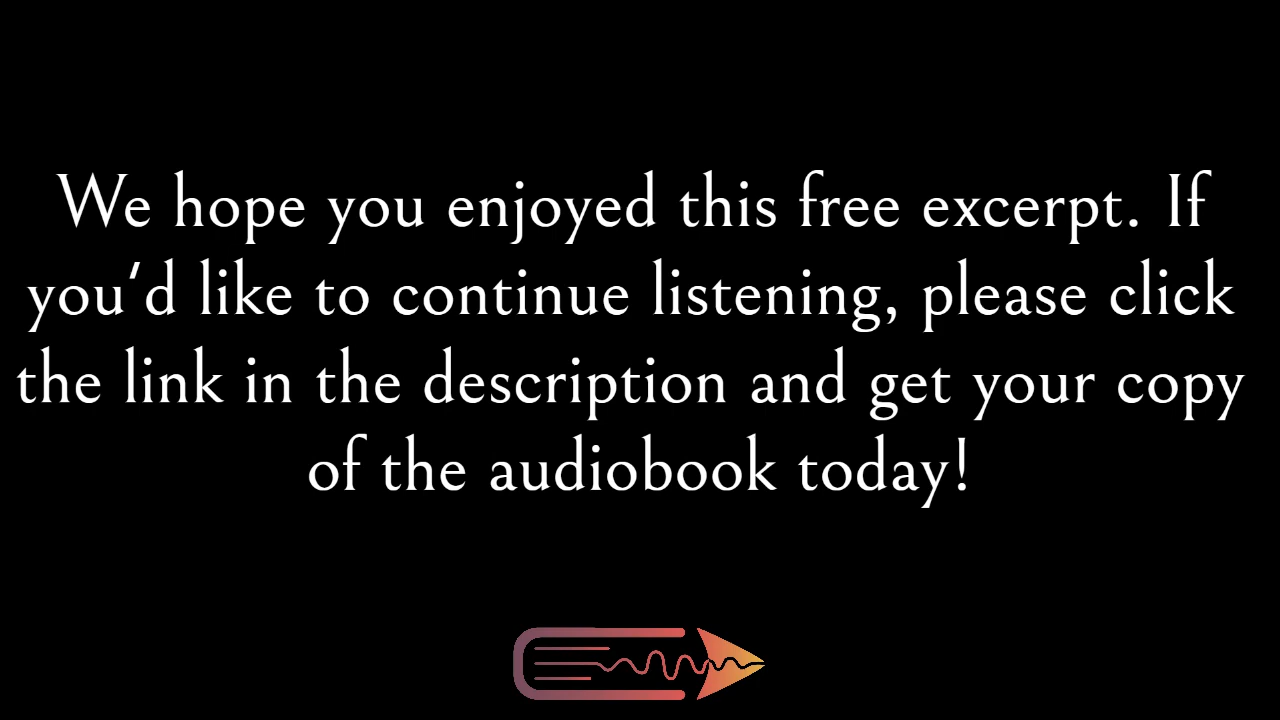 We hope you enjoyed this free excerpt. If
you'd like to continue listening, please click
the link in the description and get your copy
of the audiobook today!